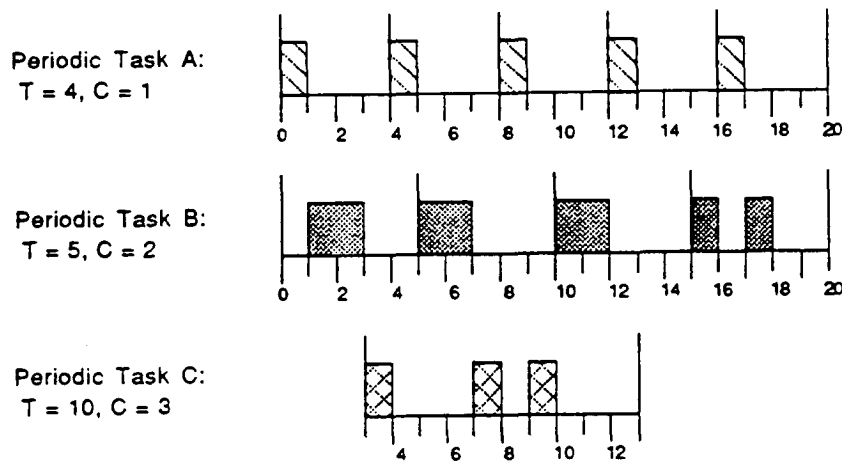 Periodic Task A:
T = 4, C = 1
0 2 4 6 8 10 12 14 16 18 20
Periodic Task B:
T = 5, C = 2
0 2 4 6 8 10 12 14 16 18 20
Periodic Task C:
T = 10, C = 3
4 6 8 10 12